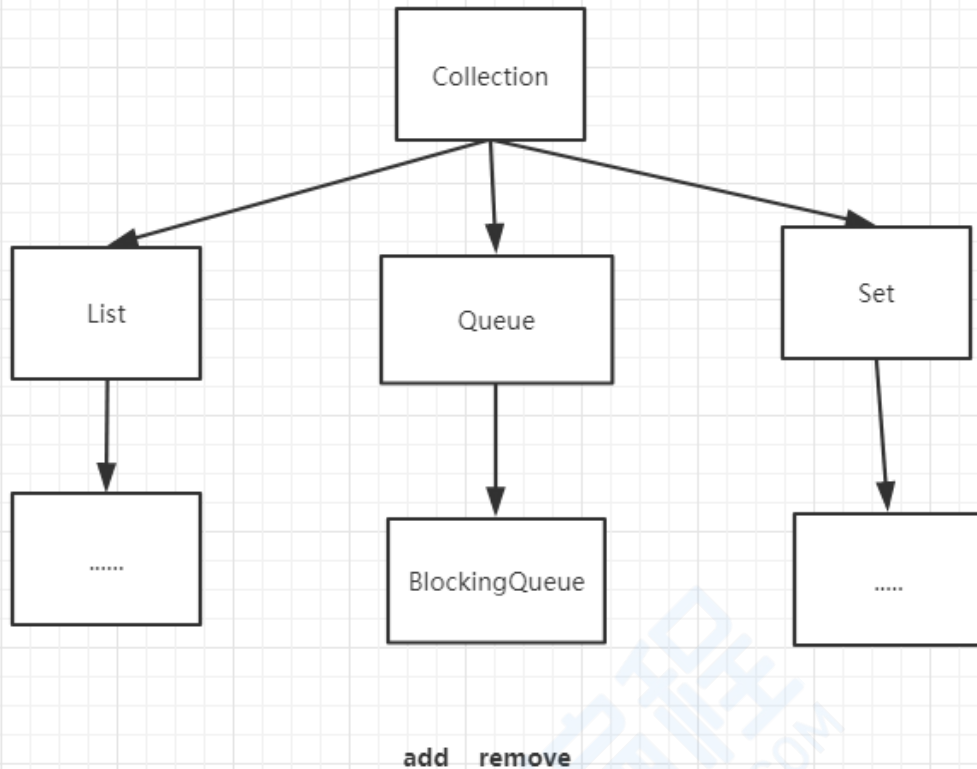 Collection
List
Queue
Set
......
BlockingQueue
.....
add remove